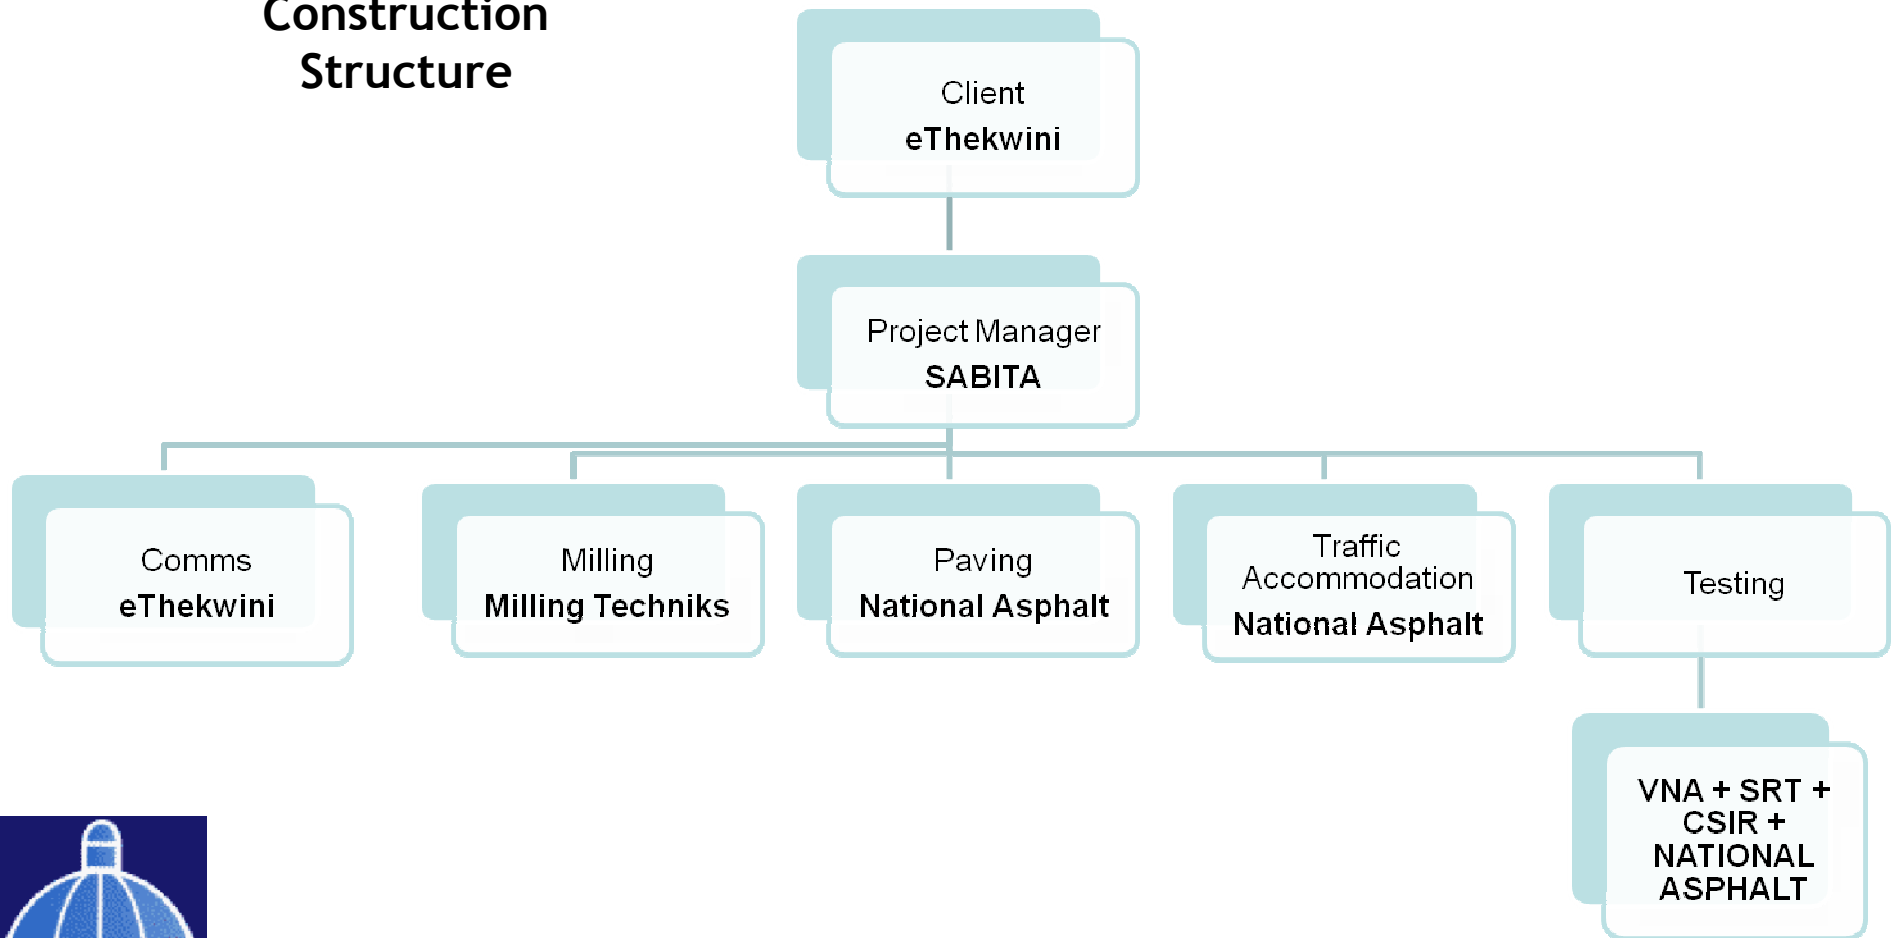 Construction
Structure
Client
eThekwini
Project Manager
SABITA
Comms
eThekwini
Milling
Milling Techniks
Paving
National Asphalt
Traffic
Accommodation
National Asphalt
Testing
VNA + SRT +
CSIR +
NATIONAL
ASPHALT